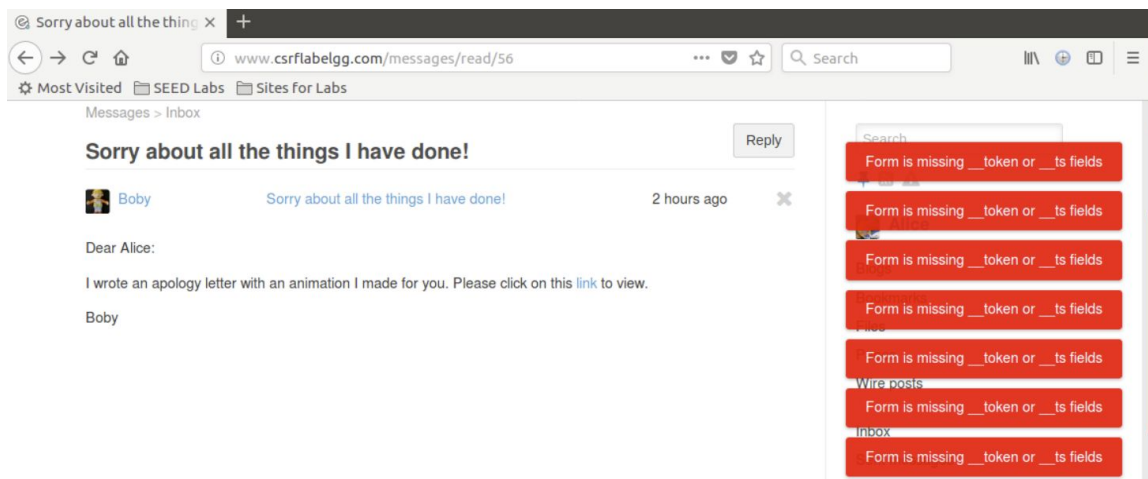 Sorry about all the thing
www.csrflabelgg.com/messages/read/56
Search
Most Visited SEED Labs Sites for Labs
Messages > Inbox
Sorry about all the things I have done!
Reply
Boby Sorry about all the things I have done! 2 hours ago
Dear Alice:
I wrote an apology letter with an animation I made for you. Please click on this link to view.
Boby
Search
Form is missing __token or __ts fields
Form is missing __token or __ts fields
Alice
Form is missing __token or __ts fields
Blogs
Form is missing __token or __ts fields
Bookmarks
Files
Form is missing __token or __ts fields
Wire posts
Form is missing __token or __ts fields
Inbox
Form is missing __token or __ts fields